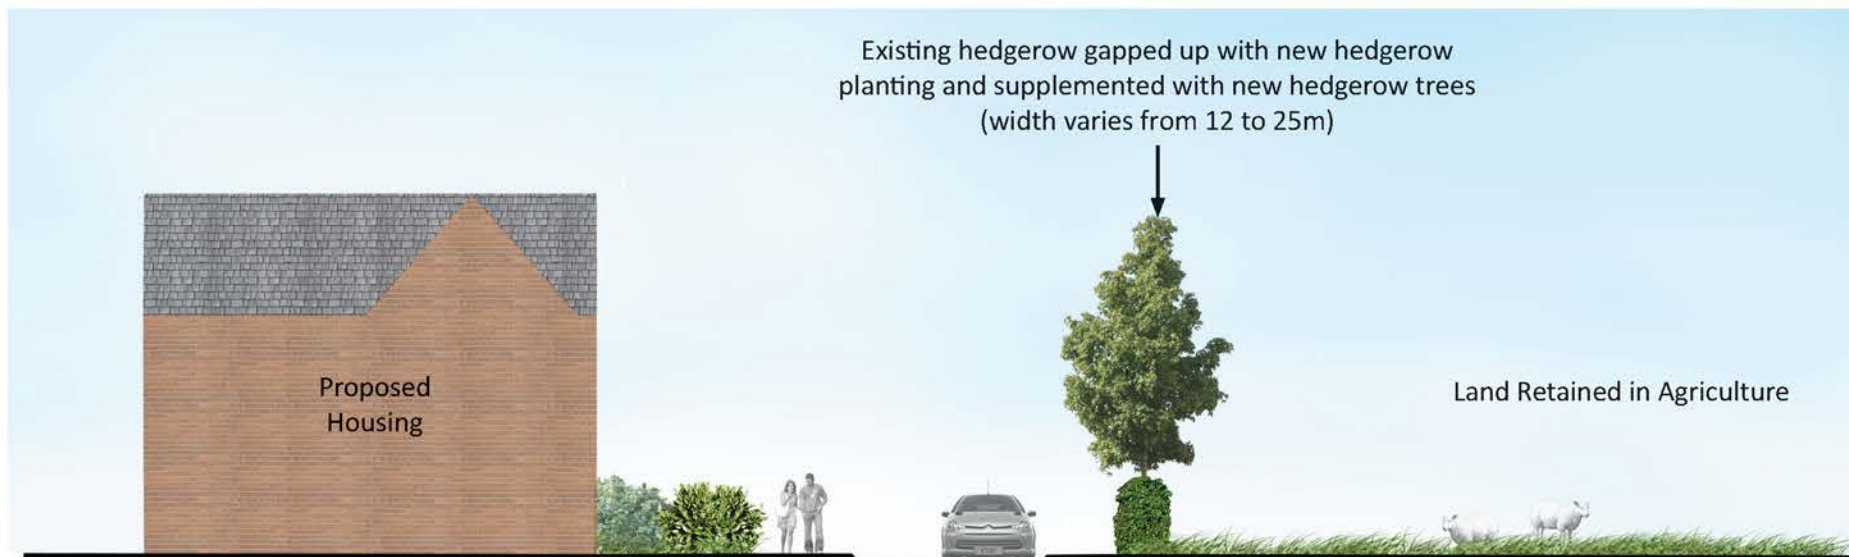 Existing hedgerow gapped up with new hedgerow
planting and supplemented with new hedgerow trees
(width varies from 12 to 25m)
Proposed
Housing
Land Retained in Agriculture